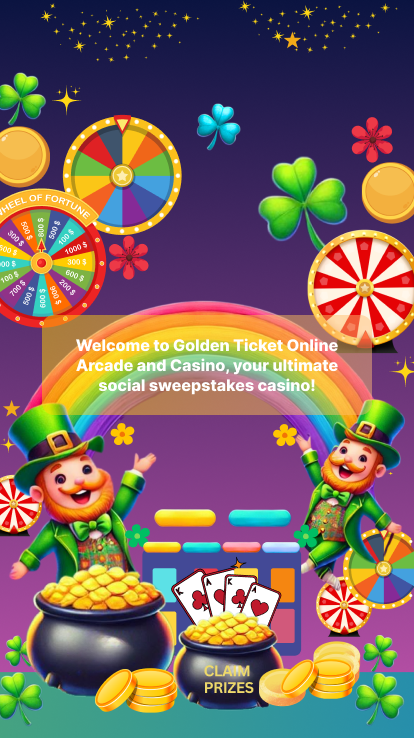 WHEEL OF FORTUNE
Welcome to Golden Ticket Online
Arcade and Casino, your ultimate
social sweepstakes casino!
K
A
K
A
CLAIM
PRIZES